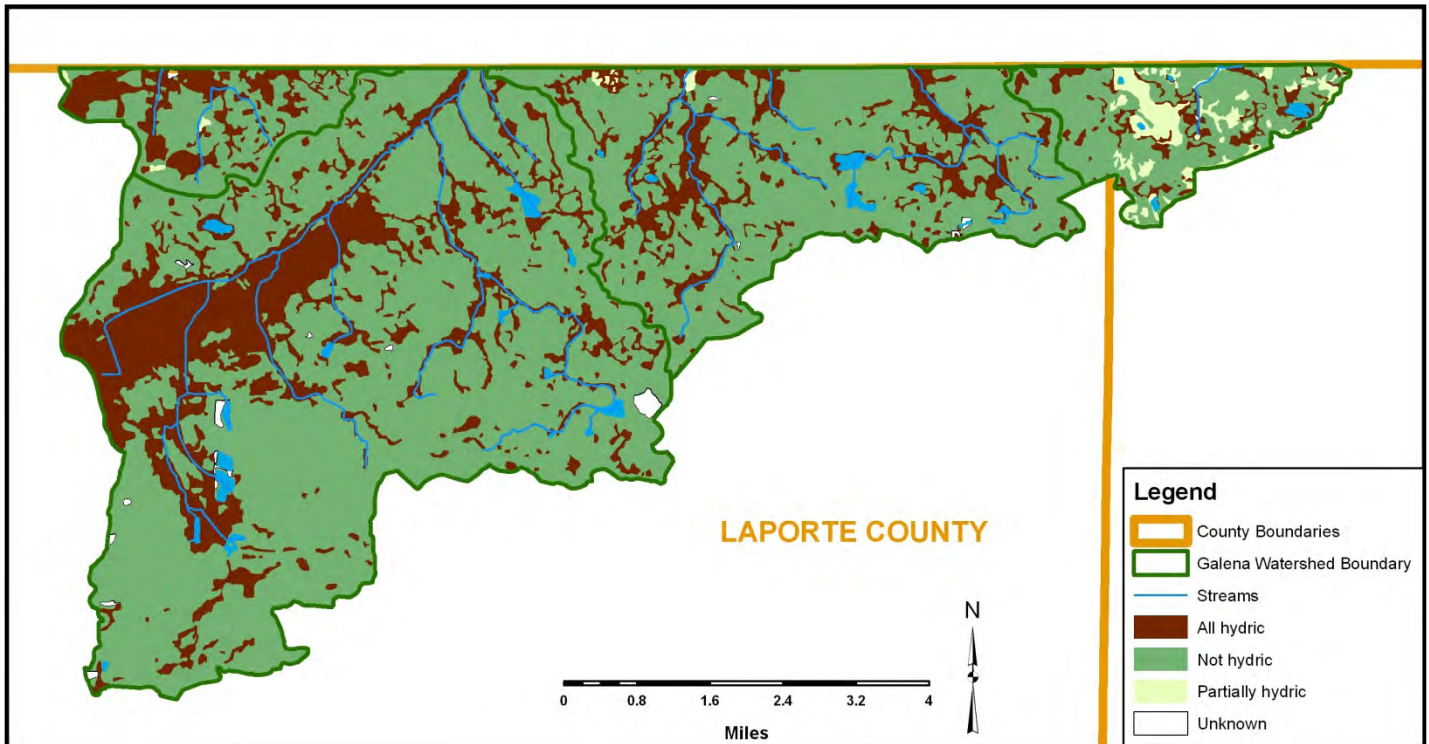 LAPORTE COUNTY
N
0 0.8 1.6 2.4 3.2 4
Miles
Legend
County Boundaries
Galena Watershed Boundary
Streams
All hydric
Not hydric
Partially hydric
Unknown